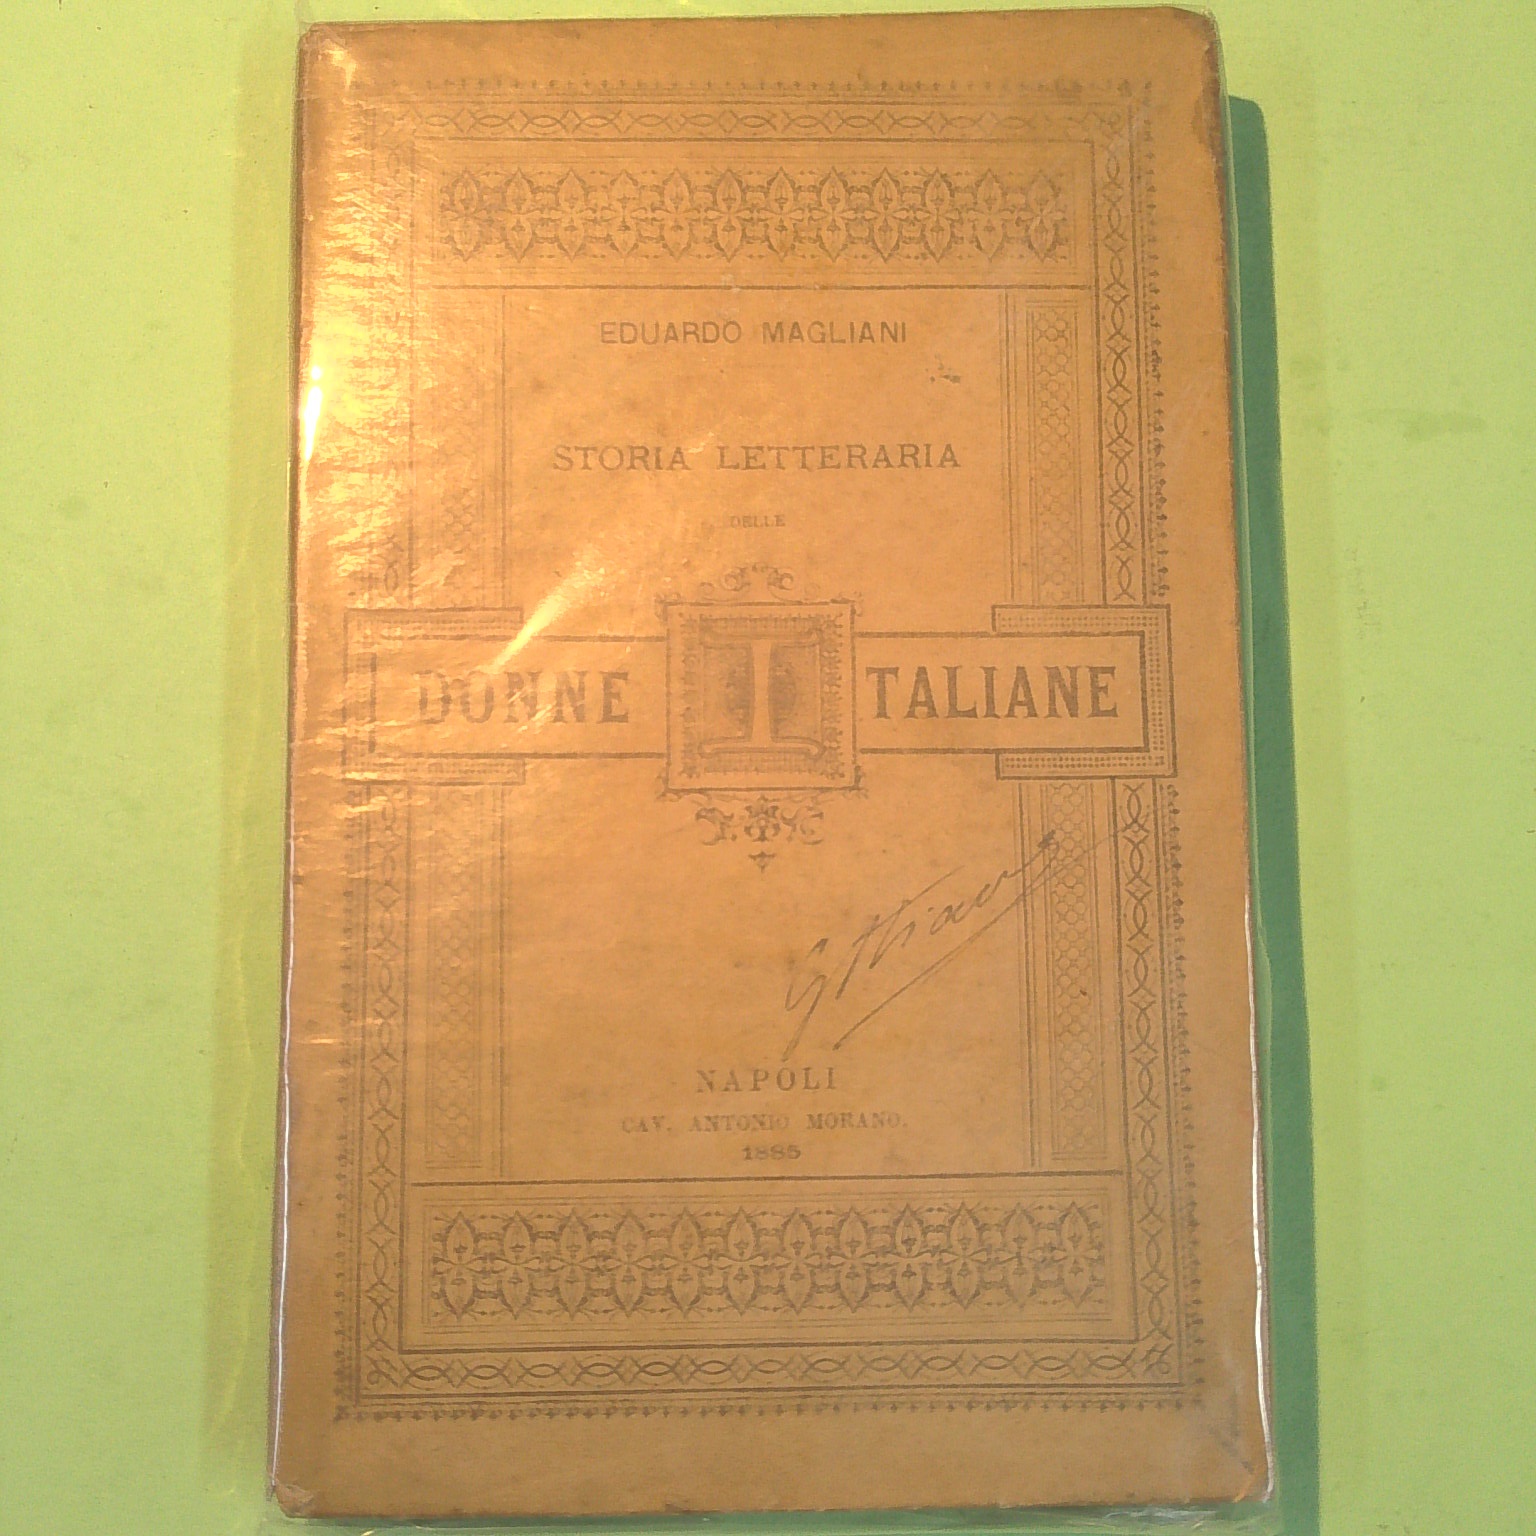 EDUARDO MAGLIANI
STORIA LETTERARIA
DELLE
DONNE ITALIANE
NAPOLI
CAV. ANTONIO MORANO.
1885